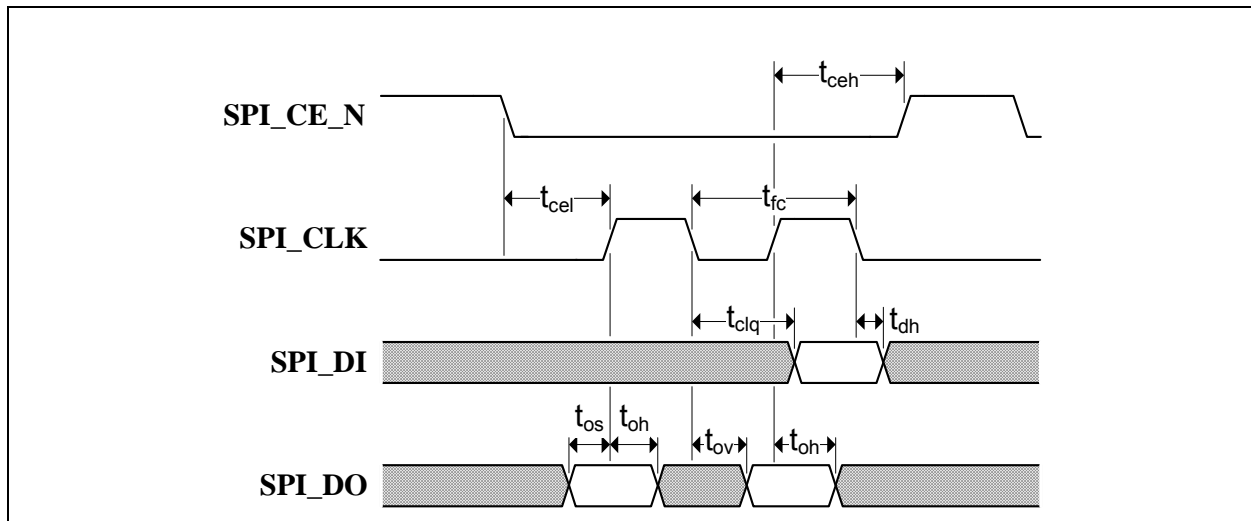 t_ceh
SPI_CE_N
t_cel
t_fc
SPI_CLK
t_clq
t_dh
SPI_DI
t_os t_oh t_ov t_oh
SPI_DO